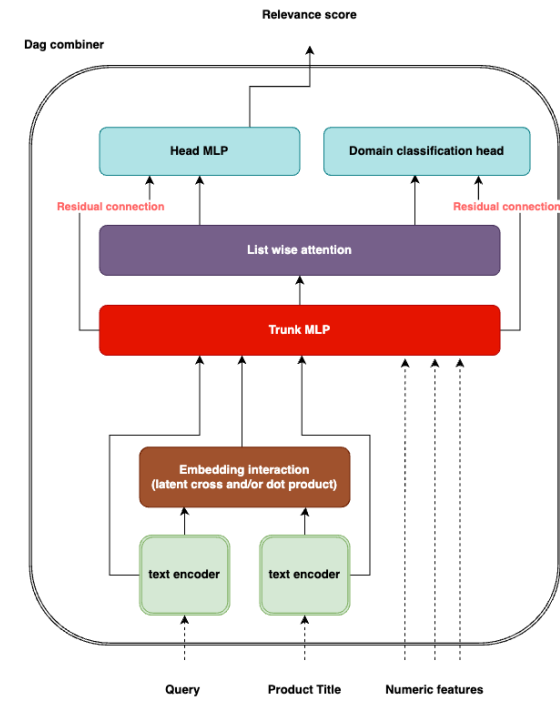 Relevance score
Dag combiner
Head MLP
Domain classification head
Residual connection
Residual connection
List wise attention
Trunk MLP
Embedding interaction
(latent cross and/or dot product)
text encoder
text encoder
Query
Product Title
Numeric features